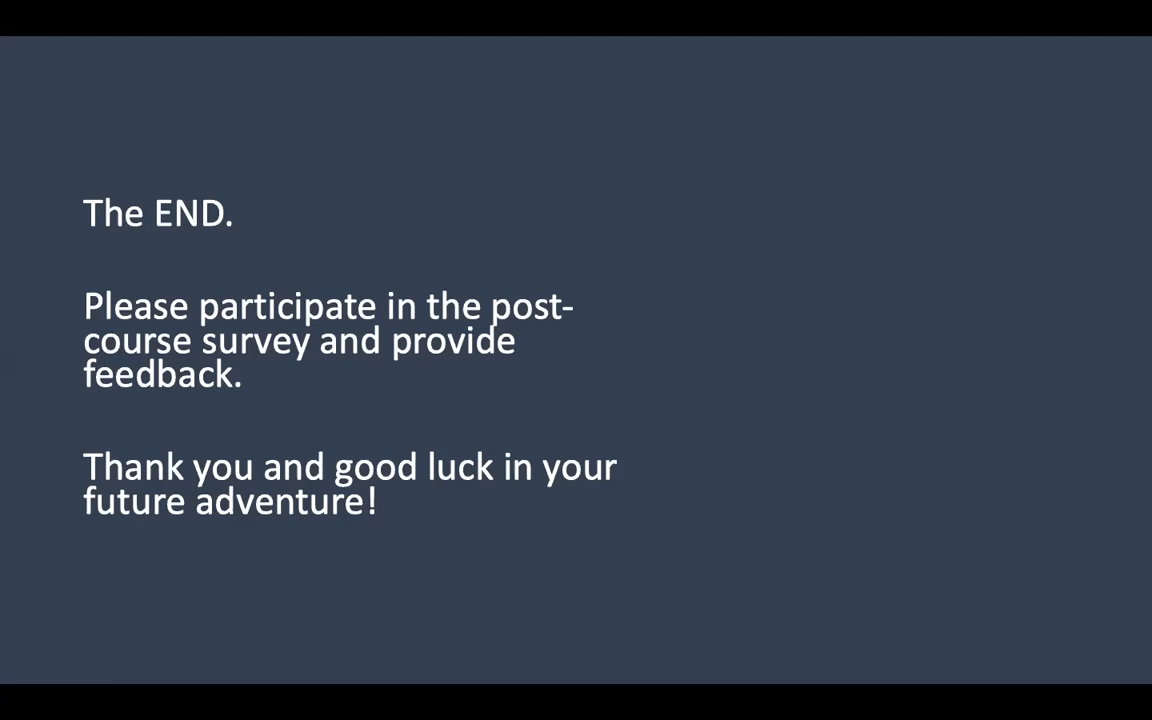 The END.
Please participate in the post-
course survey and provide
feedback.
Thank you and good luck in your
future adventure!